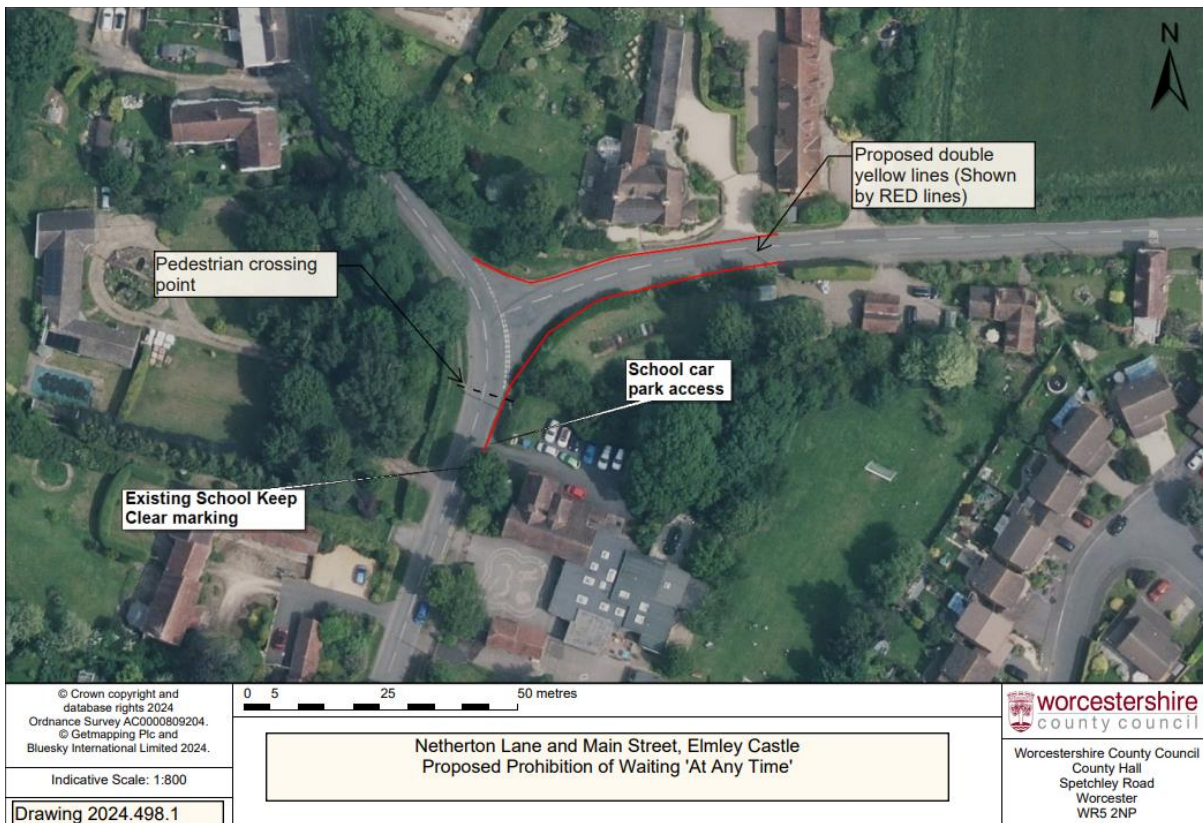 N
Proposed double
yellow lines (Shown
by RED lines)
Pedestrian crossing
point
School car
park access
Existing School Keep
Clear marking
© Crown copyright and
database rights 2024
Ordnance Survey AC0000809204.
© Getmapping Plc and
Bluesky International Limited 2024.
Indicative Scale: 1:800
Drawing 2024.498.1
0 5 25 50 metres
Netherton Lane and Main Street, Elmley Castle
Proposed Prohibition of Waiting 'At Any Time'
worcestershire
county council
Worcestershire County Council
County Hall
Spetchley Road
Worcester
WR5 2NP